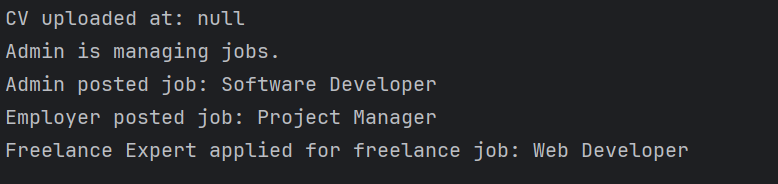 CV uploaded at: null
Admin is managing jobs.
Admin posted job: Software Developer
Employer posted job: Project Manager
Freelance Expert applied for freelance job: Web Developer